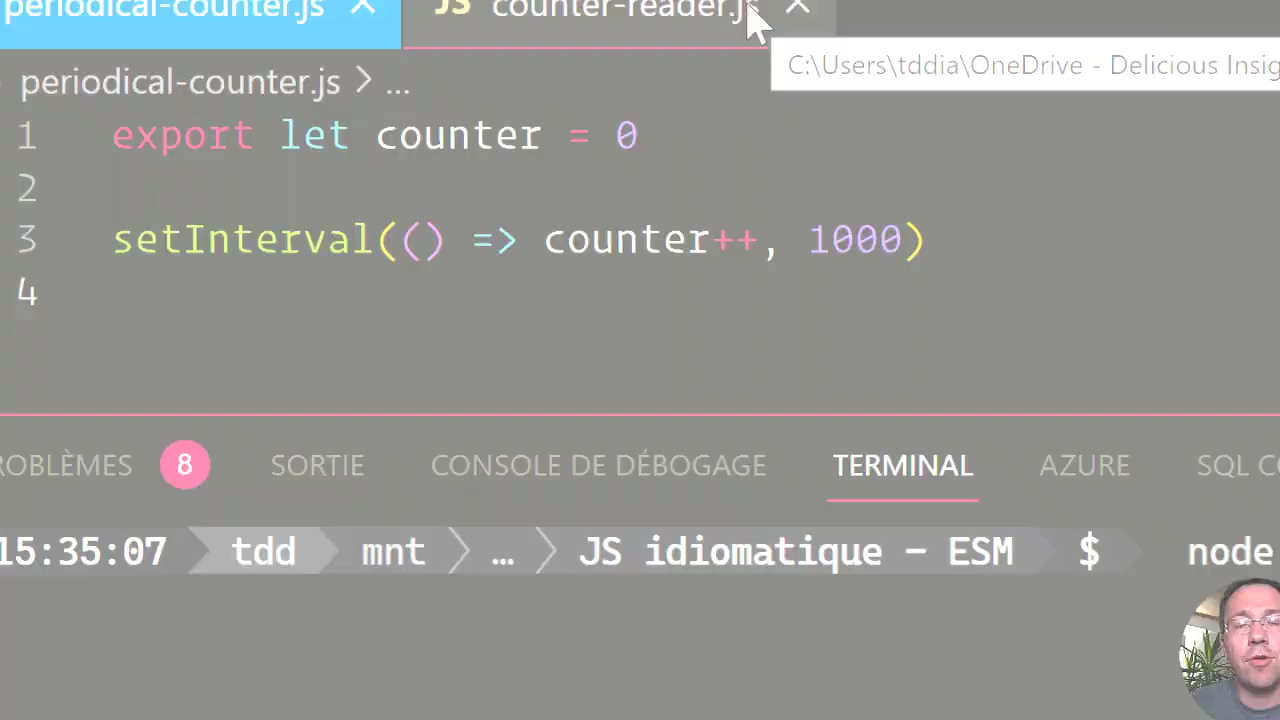 periodical-counter.js ×
JS counter-reader.js ×
C:\Users\tddia\OneDrive - Delicious Insig
periodical-counter.js > ...
1 export let counter = 0
2
3 setInterval(() => counter++, 1000)
4
ROBLÈMES 8 SORTIE CONSOLE DE DÉBOGAGE TERMINAL AZURE SQL CO
15:35:07 tdd mnt … JS idiomatique - ESM $ node